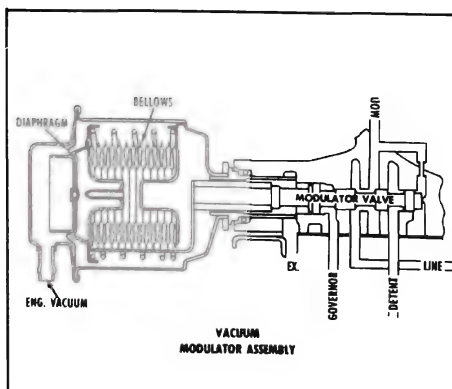 BELLOWS
DIAPHRAGM
MOD
MODULATOR VALVE
EX.
GOVERNOR
DETENT
LINE
ENG. VACUUM
VACUUM
MODULATOR ASSEMBLY